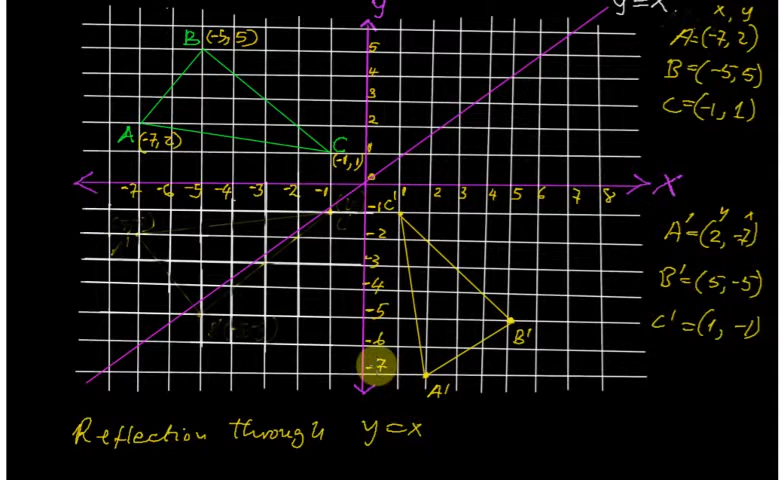 y
y=x.
x, y
A=(-7, 2)
B=(-5, 5)
C=(-1, 1)
B (-5, 5)
A (-7, 2)
C
(-1, 1)
5
4
3
2
1
0
-7 -6 -5 -4 -3 -2 -1 1 2 3 4 5 6 7 8 X
-1
-2
-3
-4
-5
-6
-7
C'
B'
A'
y x
A'=(2, -7)
B'=(5, -5)
C'=(1, -1)
Reflection through y=x